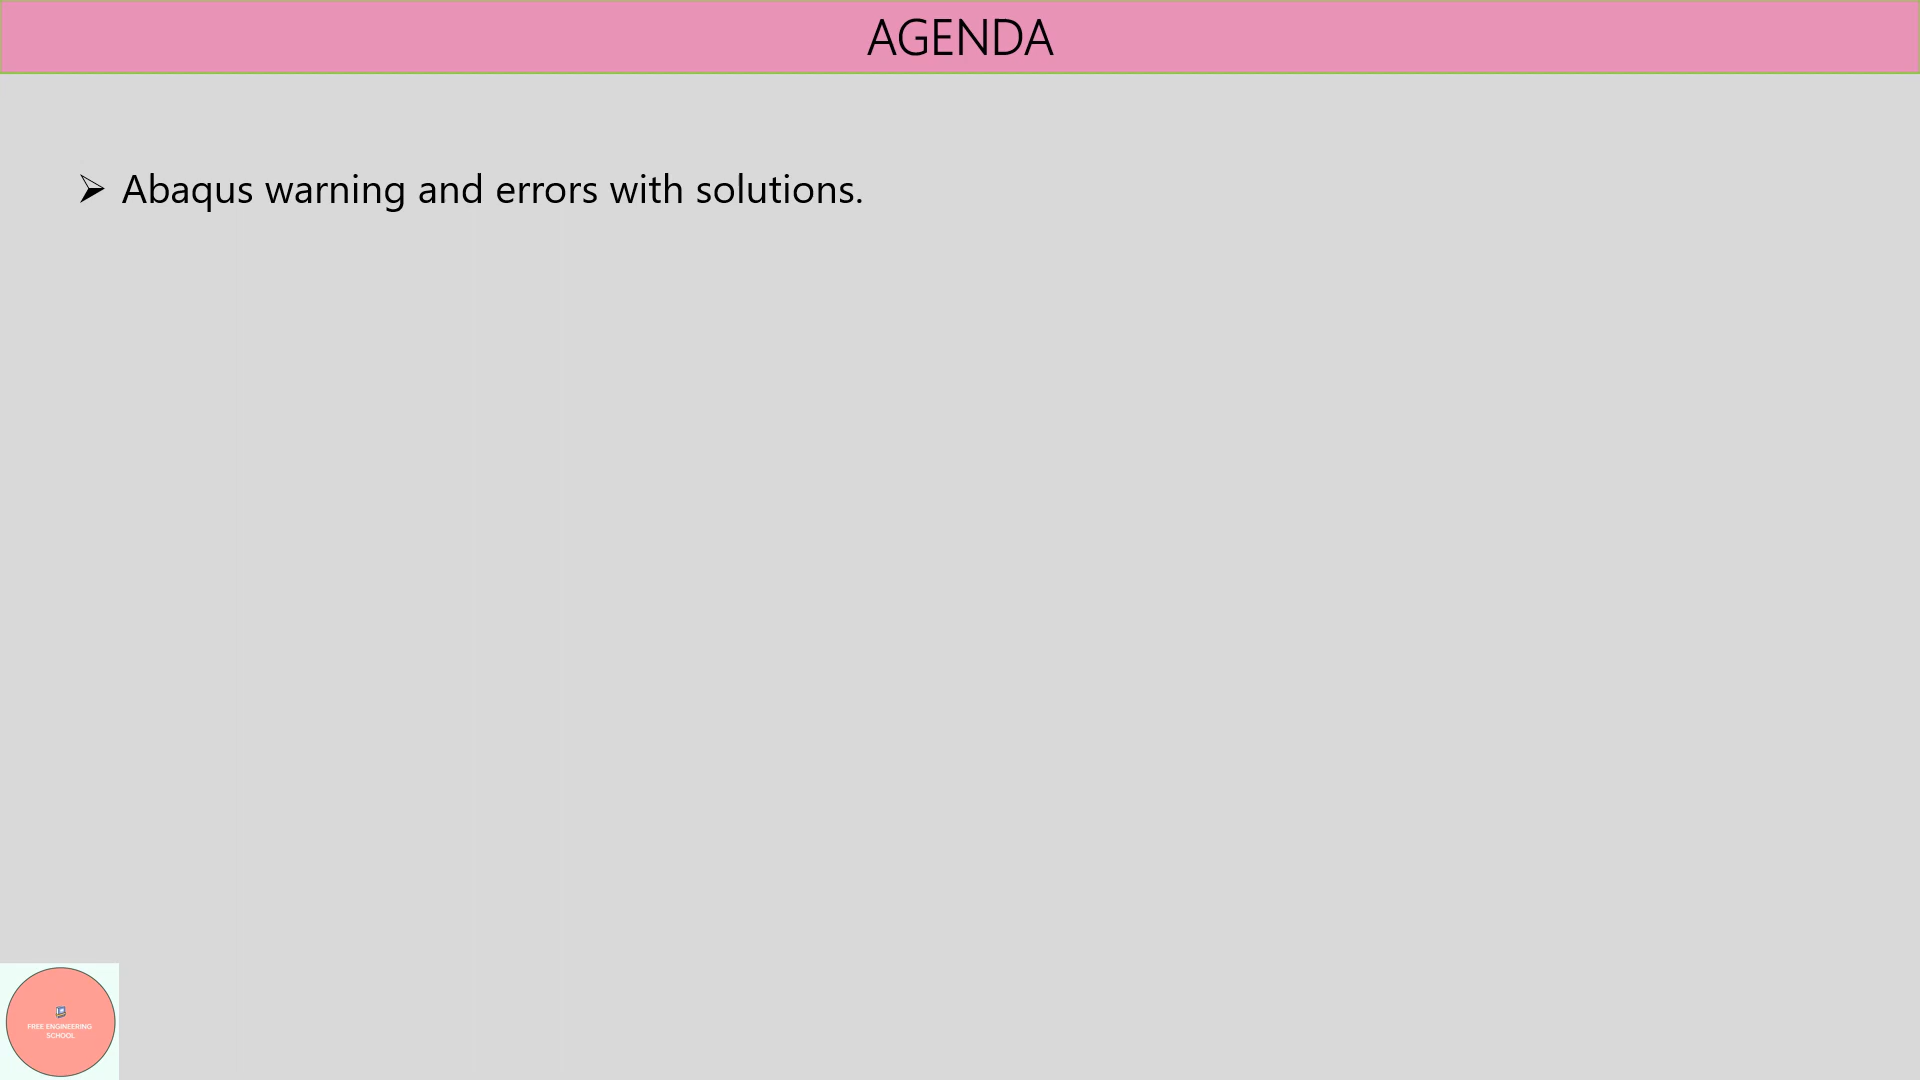 AGENDA
➢ Abaqus warning and errors with solutions.
FREE ENGINEERING
SCHOOL